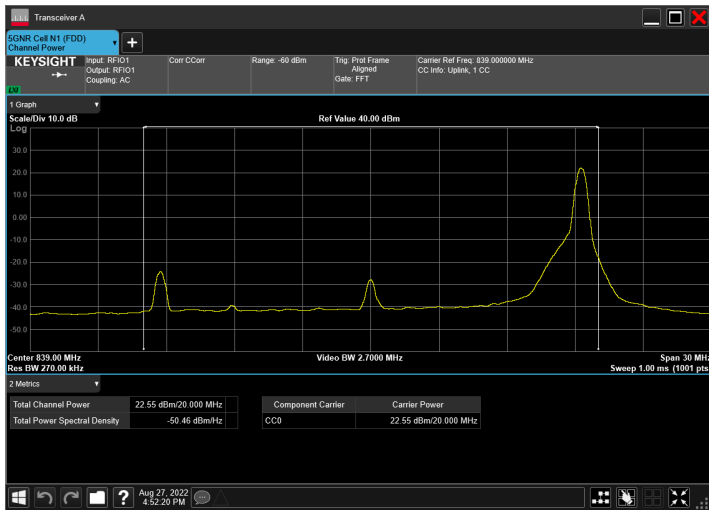 Transceiver A
5GNR Cell N1 (FDD)
Channel Power
KEYSIGHT
LXI
Input: RFIO1
Output: RFIO1
Coupling: AC
Corr CCorr
Range: -60 dBm
Trig: Prot Frame
Aligned
Gate: FFT
Carrier Ref Freq: 839.000000 MHz
CC Info: Uplink, 1 CC
1 Graph
Scale/Div 10.0 dB
Ref Value 40.00 dBm
Log
30.0
20.0
10.0
0.00
-10.0
-20.0
-30.0
-40.0
-50.0
Center 839.00 MHz
Video BW 2.7000 MHz
Span 30 MHz
Res BW 270.00 kHz
Sweep 1.00 ms (1001 pts
2 Metrics
Total Channel Power 22.55 dBm/20.000 MHz
Total Power Spectral Density -50.46 dBm/Hz
Component Carrier Carrier Power
CC0 22.55 dBm/20.000 MHz
Aug 27, 2022
4:52:20 PM